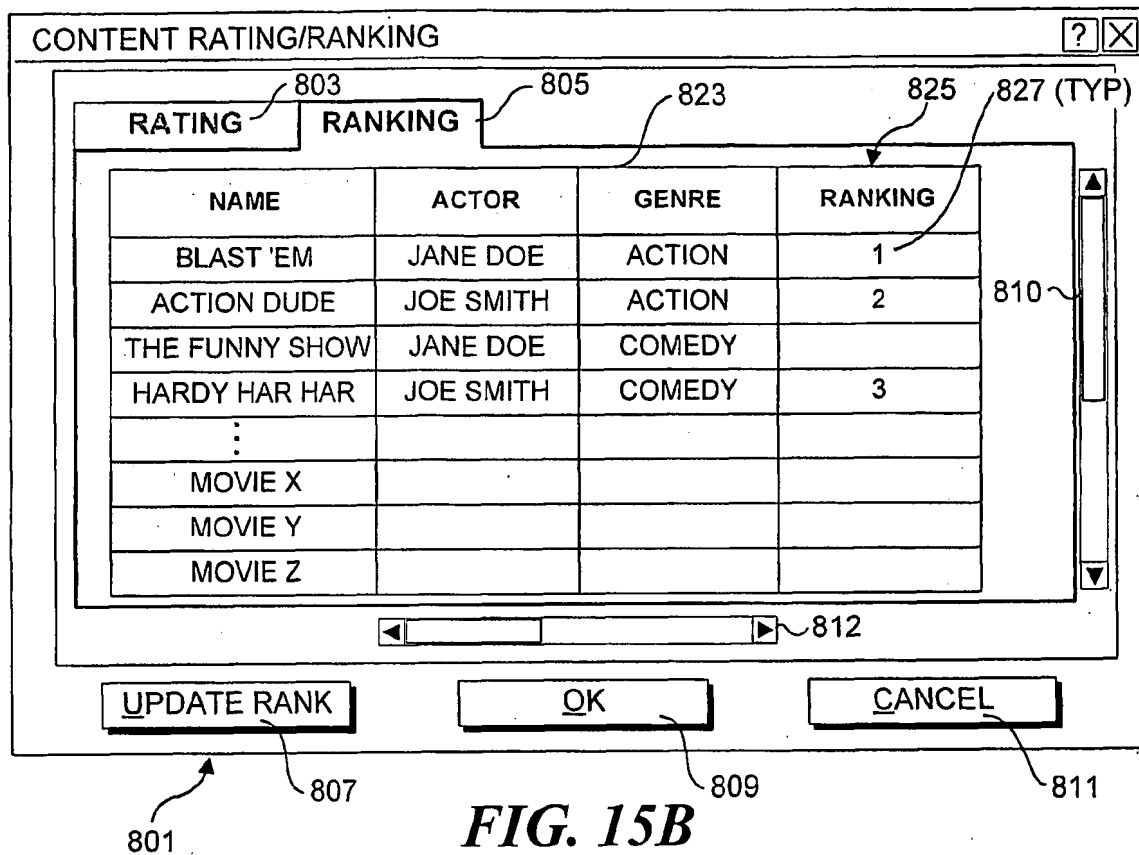 CONTENT RATING/RANKING ? X
803 805 823 825 827 (TYP)
RATING RANKING
NAME ACTOR GENRE RANKING
BLAST 'EM JANE DOE ACTION 1
ACTION DUDE JOE SMITH ACTION 2
810
THE FUNNY SHOW JANE DOE COMEDY
HARDY HAR HAR JOE SMITH COMEDY 3
⋮
MOVIE X
MOVIE Y
MOVIE Z
812
UPDATE RANK OK CANCEL
801 807 809 811
FIG. 15B